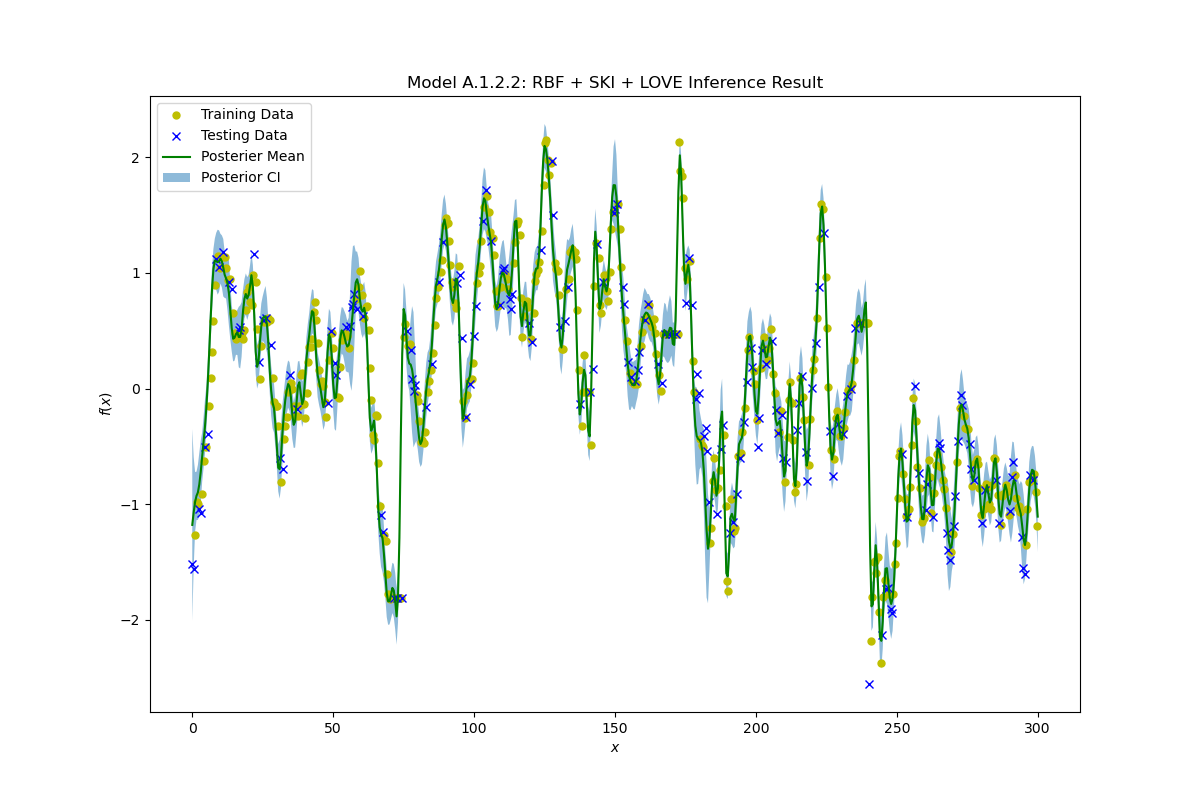 Model A.1.2.2: RBF + SKI + LOVE Inference Result
Training Data
Testing Data
Posterier Mean
Posterior CI
2
1
0
−1
−2
f(x)
0 50 100 150 200 250 300
x